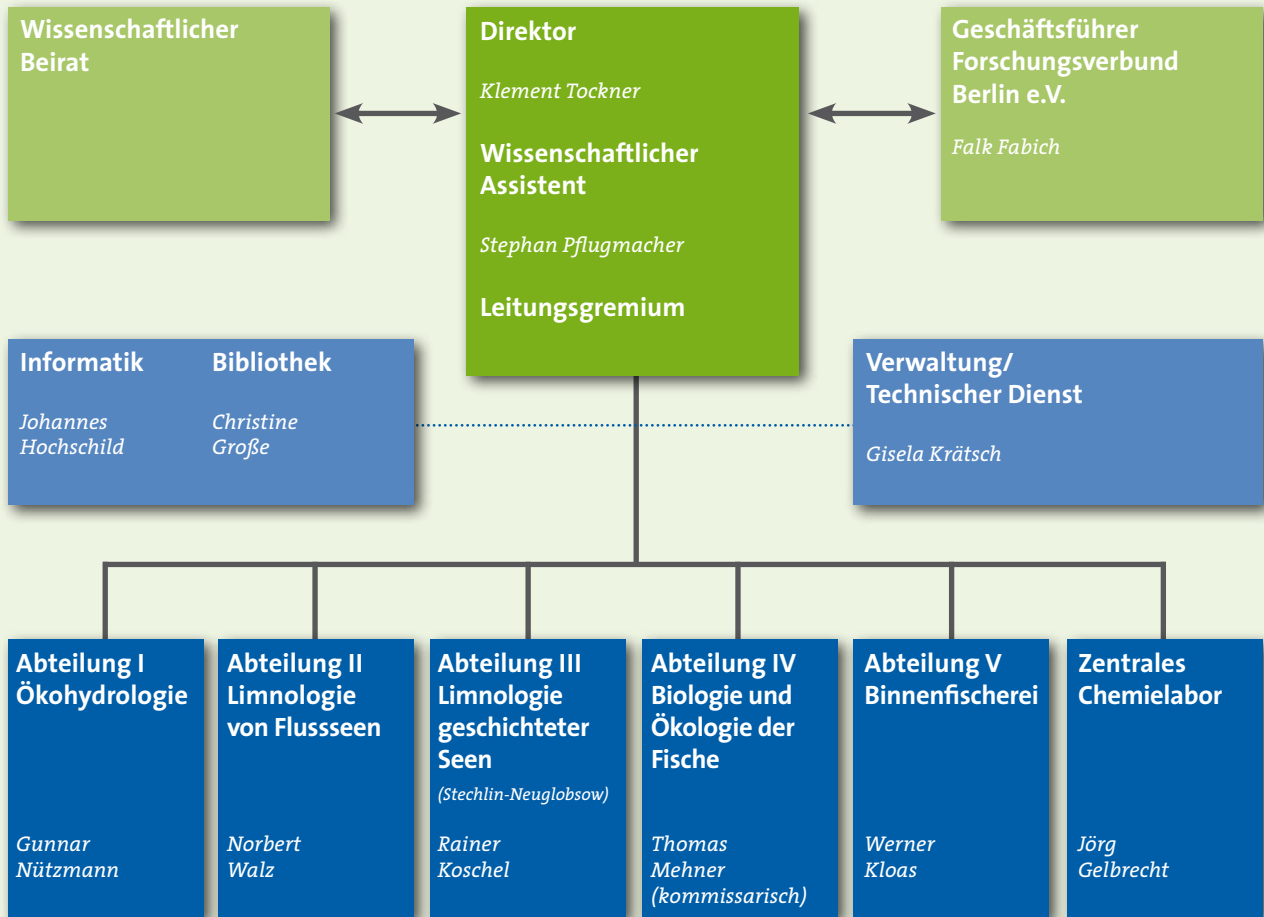 Wissenschaftlicher
Beirat
Direktor
Klement Tockner
Wissenschaftlicher
Assistent
Stephan Pflugmacher
Leitungsgremium
Geschäftsführer
Forschungsverbund
Berlin e.V.
Falk Fabich
Informatik
Johannes
Hochschild
Bibliothek
Christine
Große
Verwaltung/
Technischer Dienst
Gisela Krätsch
Abteilung I
Ökohydrologie
Gunnar
Nützmann
Abteilung II
Limnologie
von Flussseen
Norbert
Walz
Abteilung III
Limnologie
geschichteter
Seen
(Stechlin-Neuglobsow)
Rainer
Koschel
Abteilung IV
Biologie und
Ökologie der
Fische
Thomas
Mehner
(kommissarisch)
Abteilung V
Binnenfischerei
Werner
Kloas
Zentrales
Chemielabor
Jörg
Gelbrecht